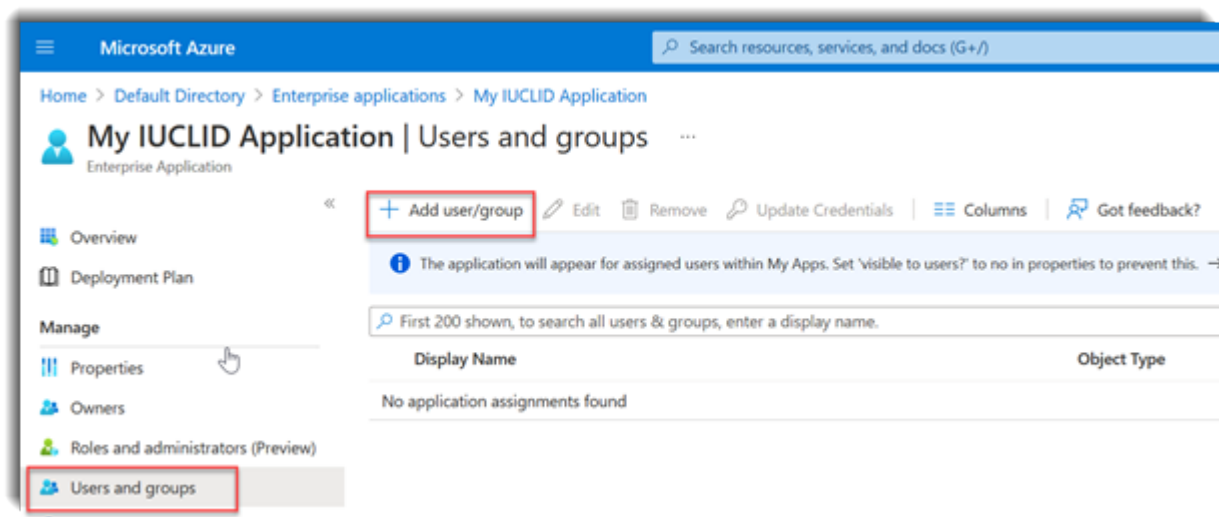 Microsoft Azure
Search resources, services, and docs (G+/)
Home > Default Directory > Enterprise applications > My IUCLID Application
My IUCLID Application | Users and groups ...
Enterprise Application
«
+ Add user/group Edit Remove Update Credentials Columns Got feedback?
Overview
The application will appear for assigned users within My Apps. Set 'visible to users?' to no in properties to prevent this. →
Deployment Plan
First 200 shown, to search all users & groups, enter a display name.
Manage
Display Name Object Type
Properties
No application assignments found
Owners
Roles and administrators (Preview)
Users and groups